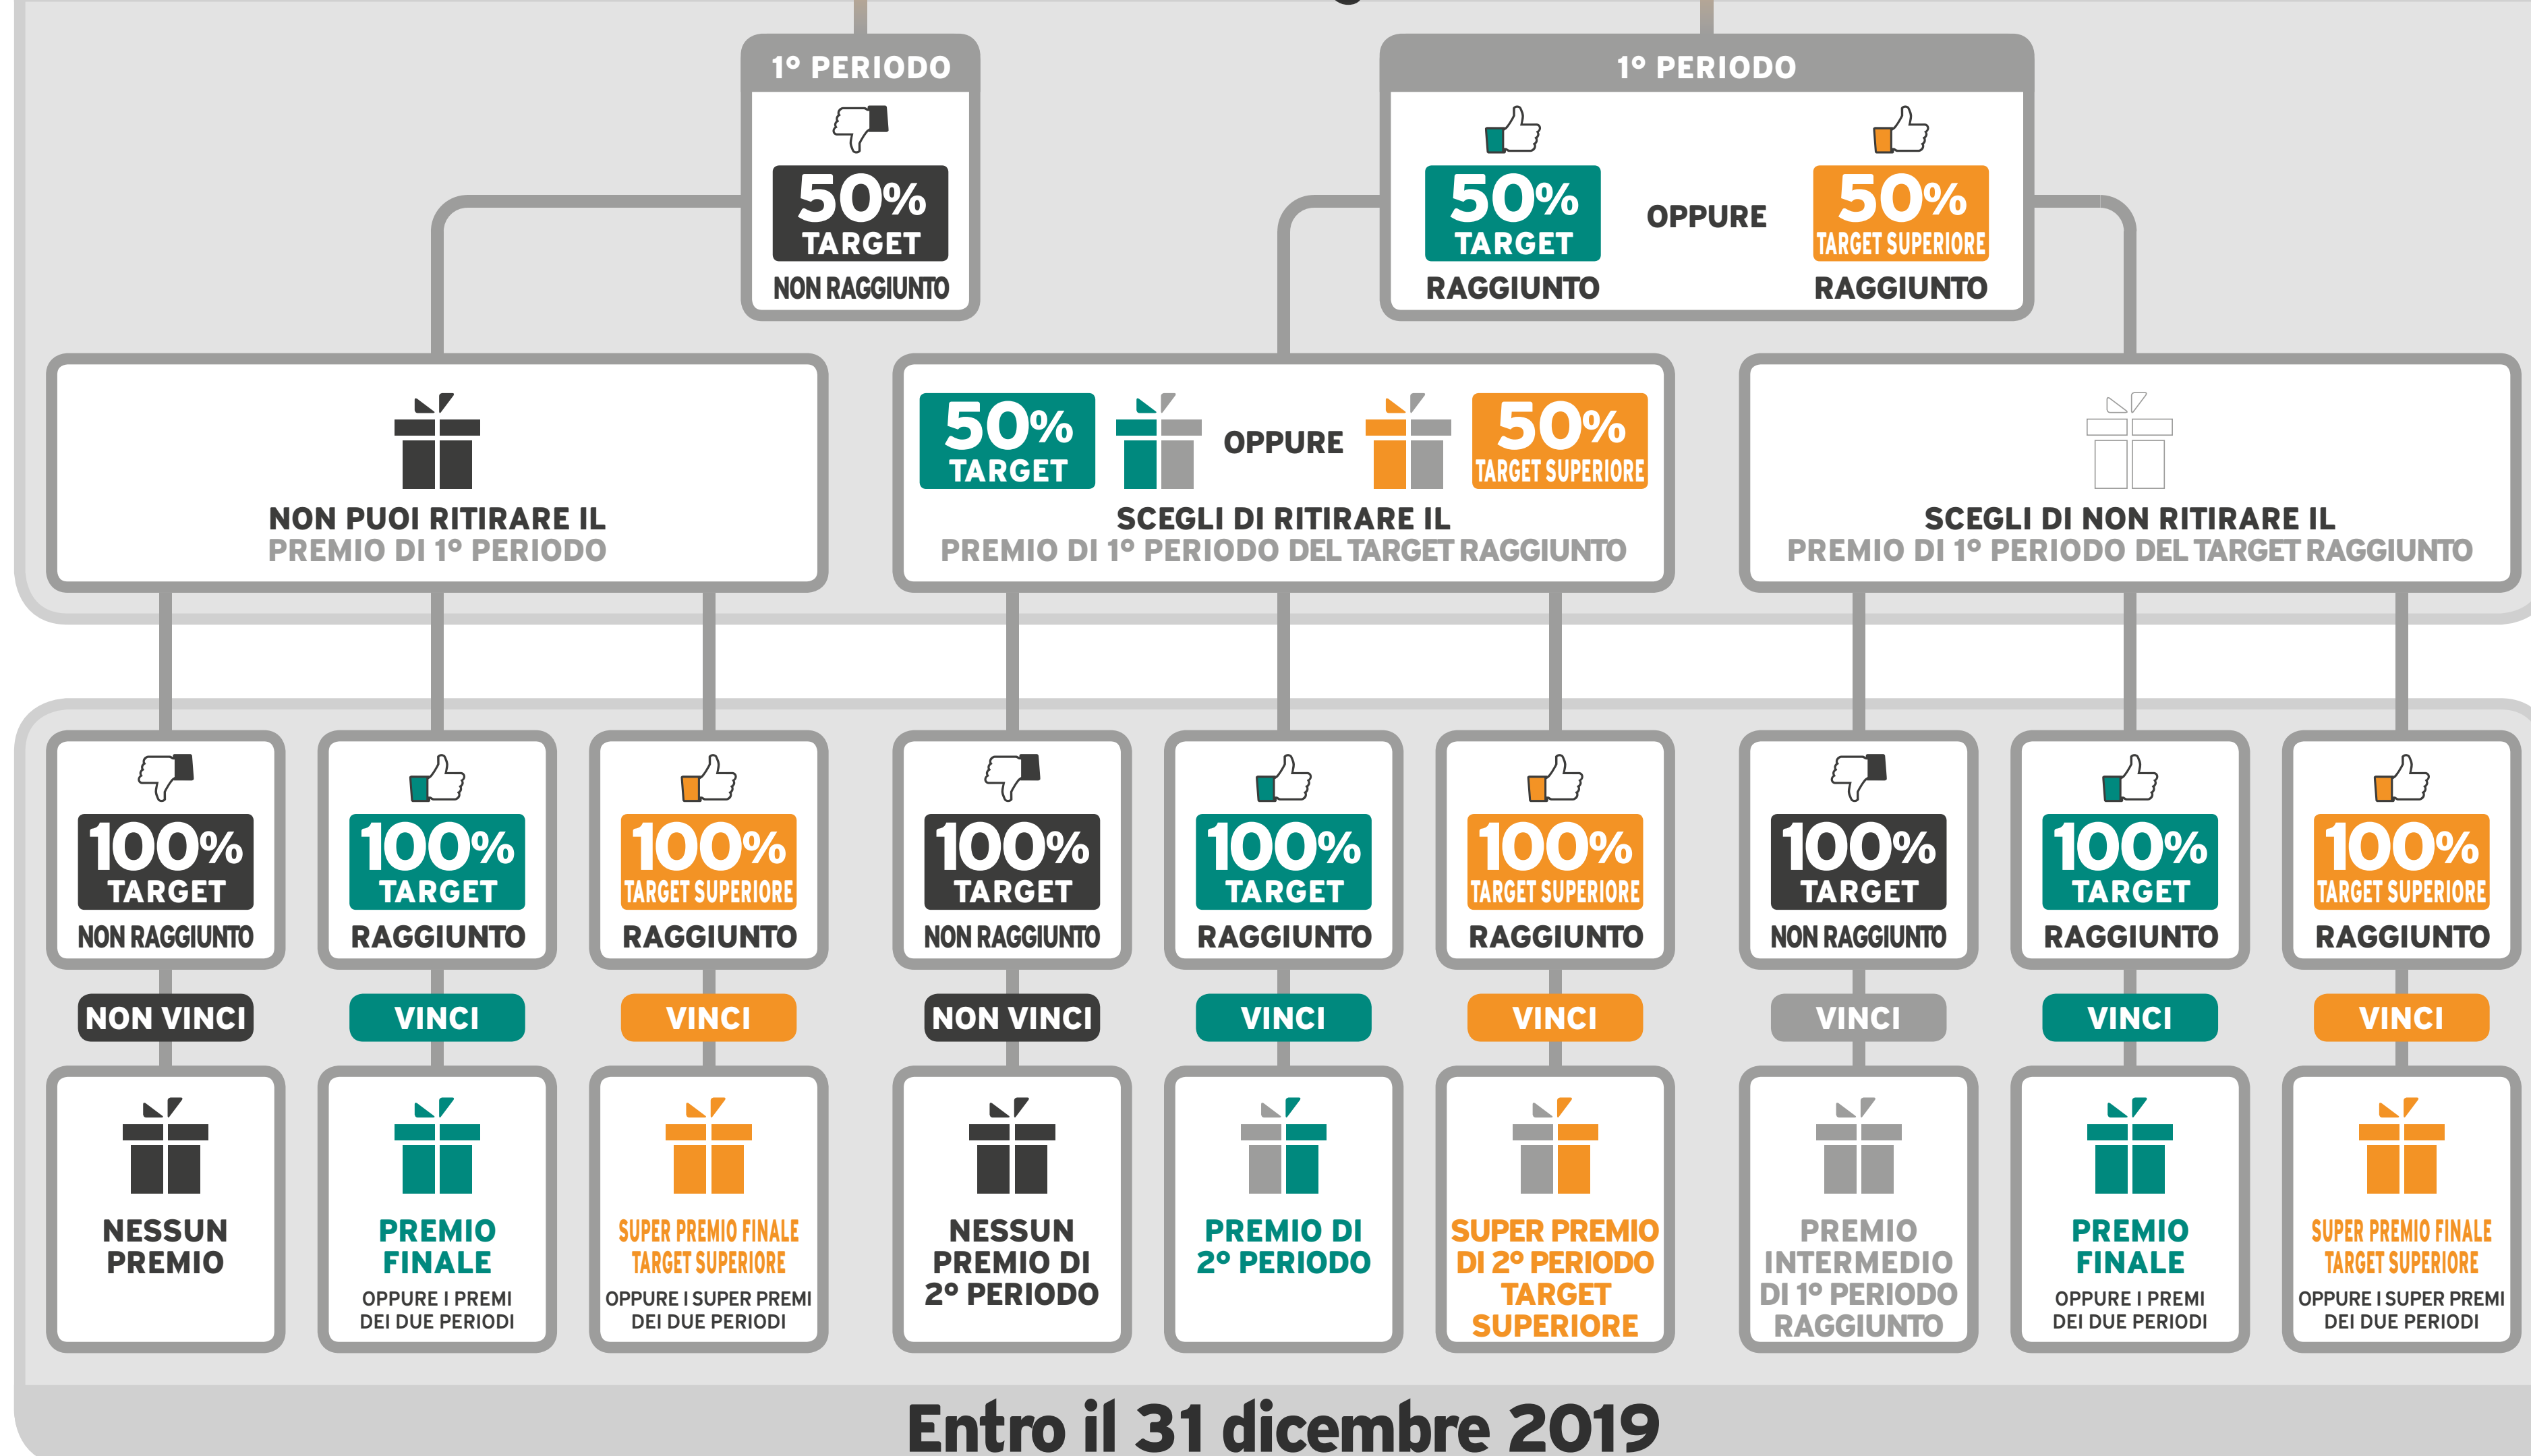 1° PERIODO
50%
TARGET
NON RAGGIUNTO
1° PERIODO
50%
TARGET
RAGGIUNTO
OPPURE
50%
TARGET SUPERIORE
RAGGIUNTO
NON PUOI RITIRARE IL
PREMIO DI 1° PERIODO
50%
TARGET
OPPURE
50%
TARGET SUPERIORE
SCEGLI DI RITIRARE IL
PREMIO DI 1° PERIODO DEL TARGET RAGGIUNTO
SCEGLI DI NON RITIRARE IL
PREMIO DI 1° PERIODO DEL TARGET RAGGIUNTO
100%
TARGET
NON RAGGIUNTO
NON VINCI
NESSUN
PREMIO
100%
TARGET
RAGGIUNTO
VINCI
PREMIO
FINALE
OPPURE I PREMI
DEI DUE PERIODI
100%
TARGET SUPERIORE
RAGGIUNTO
VINCI
SUPER PREMIO FINALE
TARGET SUPERIORE
OPPURE I SUPER PREMI
DEI DUE PERIODI
100%
TARGET
NON RAGGIUNTO
NON VINCI
NESSUN
PREMIO DI
2° PERIODO
100%
TARGET
RAGGIUNTO
VINCI
PREMIO DI
2° PERIODO
100%
TARGET SUPERIORE
RAGGIUNTO
VINCI
SUPER PREMIO
DI 2° PERIODO
TARGET
SUPERIORE
100%
TARGET
NON RAGGIUNTO
VINCI
PREMIO
INTERMEDIO
DI 1° PERIODO
RAGGIUNTO
100%
TARGET
RAGGIUNTO
VINCI
PREMIO
FINALE
OPPURE I PREMI
DEI DUE PERIODI
100%
TARGET SUPERIORE
RAGGIUNTO
VINCI
SUPER PREMIO FINALE
TARGET SUPERIORE
OPPURE I SUPER PREMI
DEI DUE PERIODI
Entro il 31 dicembre 2019